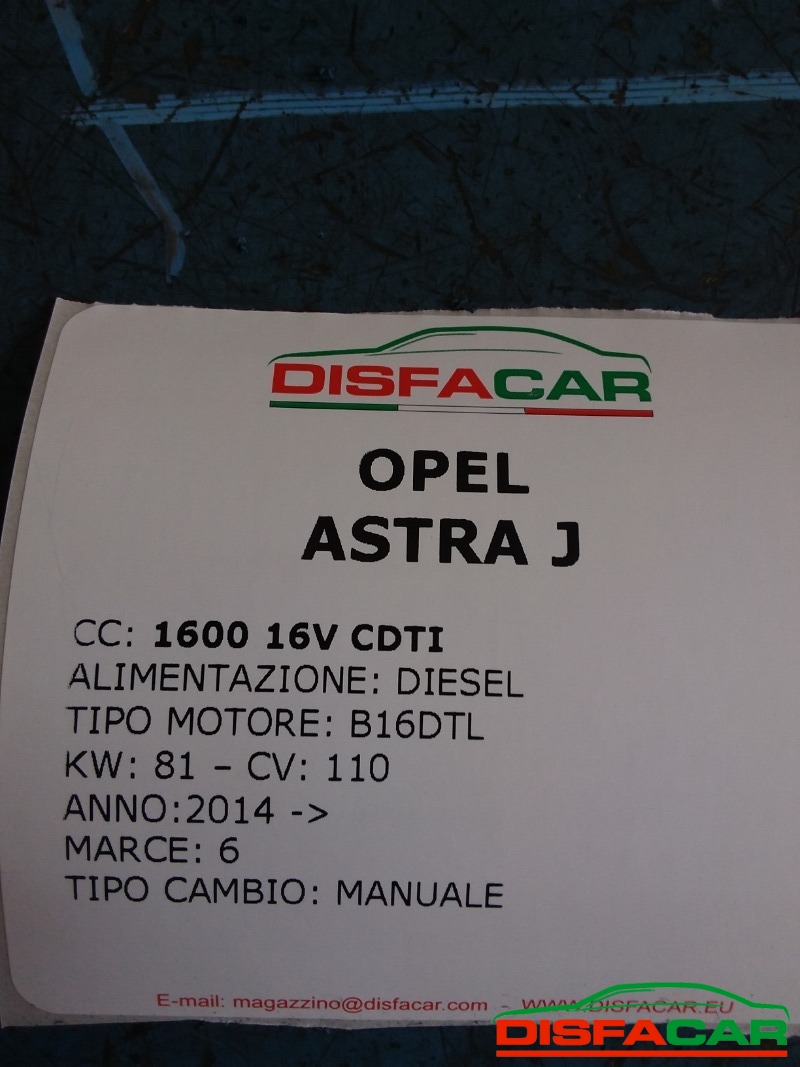 DISFACAR
OPEL
ASTRA J
CC: 1600 16V CDTI
ALIMENTAZIONE: DIESEL
TIPO MOTORE: B16DTL
KW: 81 – CV: 110
ANNO:2014 ->
MARCE: 6
TIPO CAMBIO: MANUALE
E-mail: magazzino@disfacar.com - WWW.DISFACAR.EU
DISFACAR